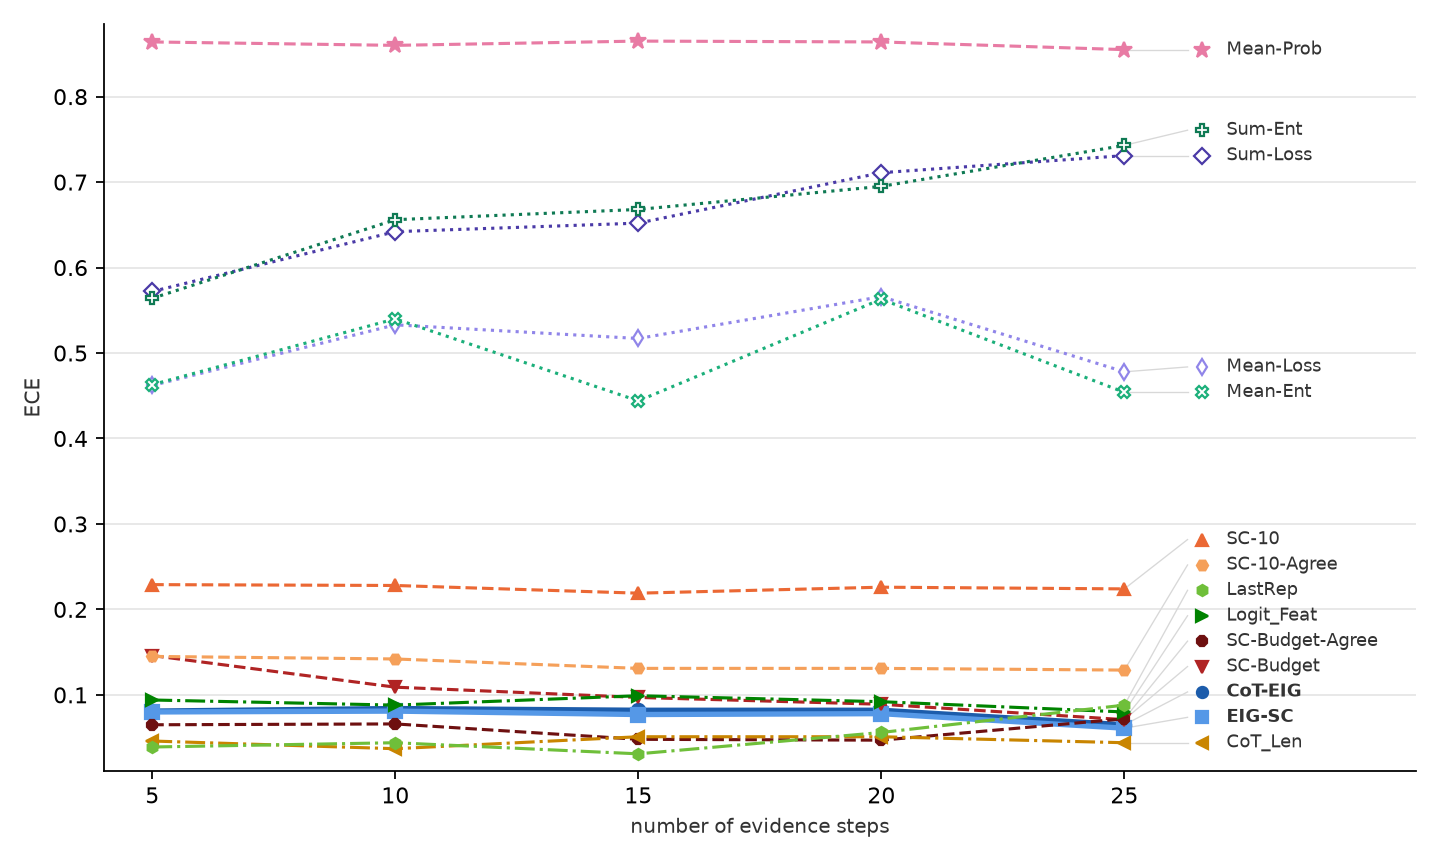 Mean-Prob
0.8
Sum-Ent
Sum-Loss
0.7
0.6
0.5
Mean-Loss
Mean-Ent
ECE
0.4
0.3
SC-10
SC-10-Agree
LastRep
0.2
Logit_Feat
SC-Budget-Agree
SC-Budget
0.1
CoT-EIG
EIG-SC
CoT_Len
5 10 15 20 25
number of evidence steps